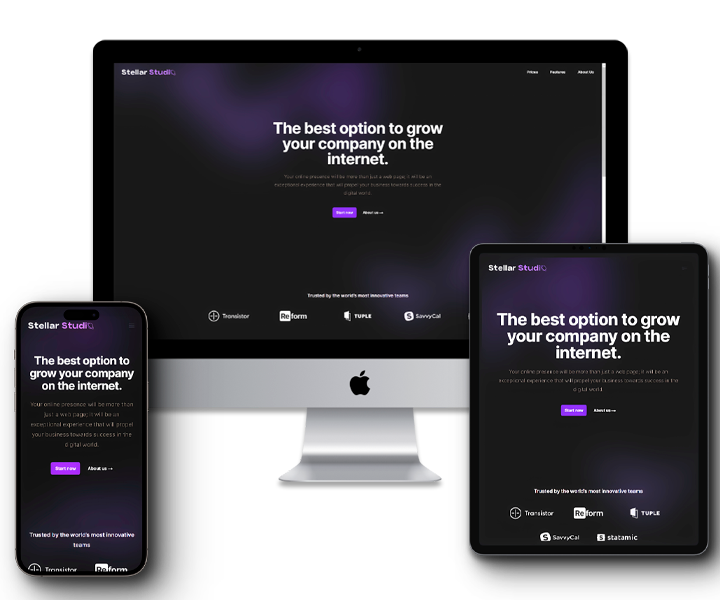 Stellar Studio
Pricing Features About Us
The best option to grow
your company on the
internet.
Your online presence will be more than just a web page; it will be an
exceptional experience that will propel your business towards success in the
digital world.
Start now About us →
Trusted by the world's most innovative teams
Transistor Reform TUPLE SavvyCal
Stellar Studio
The best option to grow
your company on the
internet.
Your online presence will be more than just a web page; it will be an
exceptional experience that will propel your business towards success in the
digital world.
Start now About us →
Trusted by the world's most innovative teams
Transistor Reform TUPLE
SavvyCal statamic
Stellar Studio
The best option to
grow your company
on the internet.
Your online presence will be more than
just a web page; it will be an
exceptional experience that will propel
your business towards success in the
digital world.
Start now About us →
Trusted by the world's most innovative
teams
Transistor Reform